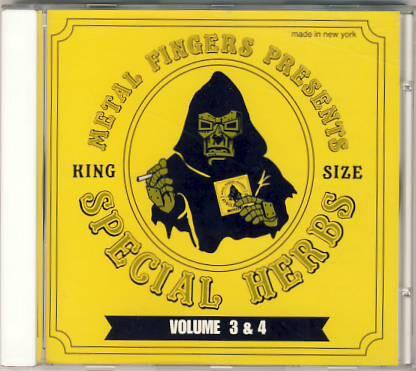 made in new york
METAL FINGERS PRESENTS
KING SIZE
SPECIAL HERBS
VOLUME 3 & 4